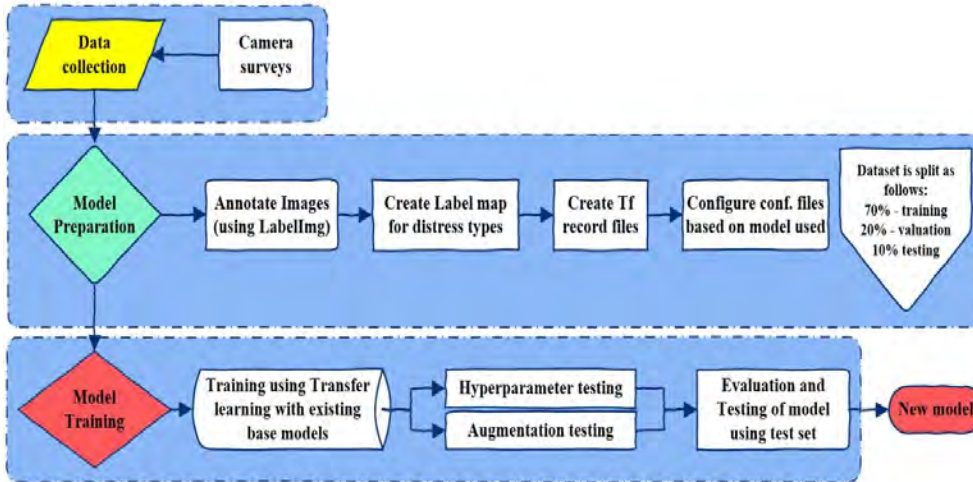 Data
collection
Camera
surveys
Model
Preparation
Annotate Images
(using LabelImg)
Create Label map
for distress types
Create Tf
record files
Configure conf. files
based on model used
Dataset is split as
follows:
70% - training
20% - valuation
10% testing
Model
Training
Training using Transfer
learning with existing
base models
Hyperparameter testing
Augmentation testing
Evaluation and
Testing of model
using test set
New model